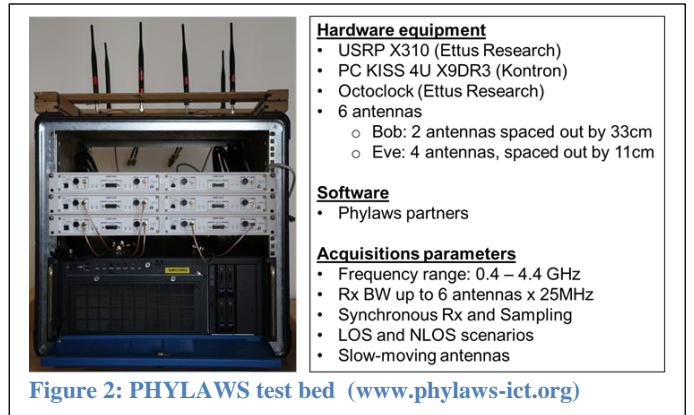 Hardware equipment
• USRP X310 (Ettus Research)
• PC KISS 4U X9DR3 (Kontron)
• Octoclock (Ettus Research)
• 6 antennas
o Bob: 2 antennas spaced out by 33cm
o Eve: 4 antennas, spaced out by 11cm
Software
• Phylaws partners
Acquisitions parameters
• Frequency range: 0.4 – 4.4 GHz
• Rx BW up to 6 antennas x 25MHz
• Synchronous Rx and Sampling
• LOS and NLOS scenarios
• Slow-moving antennas
Figure 2: PHYLAWS test bed (www.phylaws-ict.org)